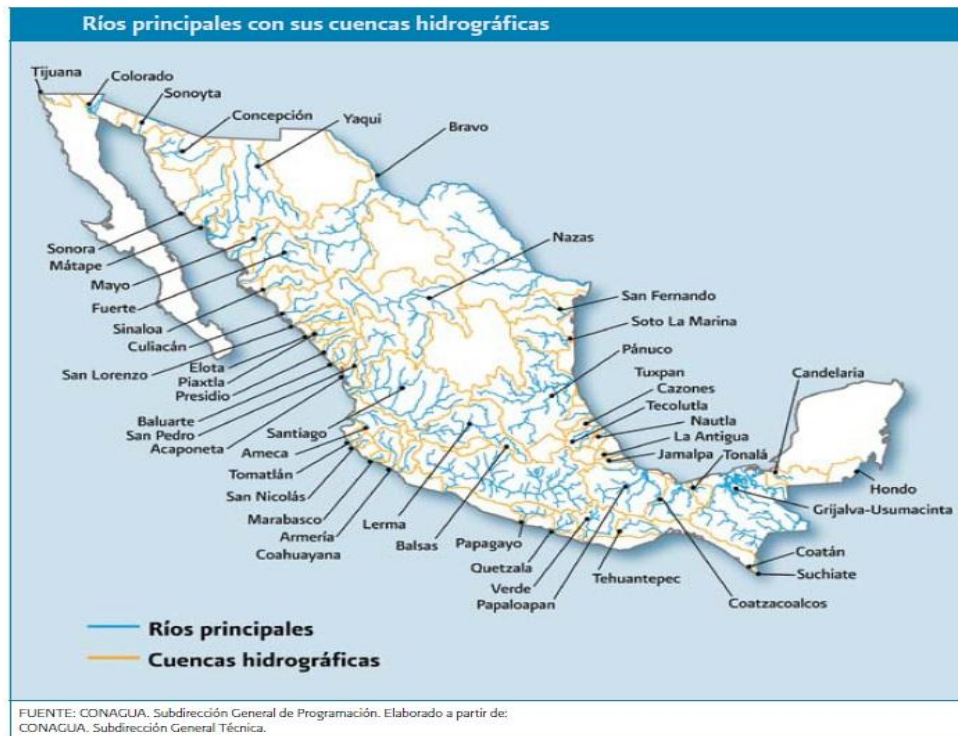 Ríos principales con sus cuencas hidrográficas
Tijuana
Colorado
Sonoyta
Concepción
Yaqui
Bravo
Sonora
Mátape
Mayo
Fuerte
Sinaloa
Culiacán
San Lorenzo
Elota
Piaxtla
Presidio
Baluarte
San Pedro
Acaponeta
Santiago
Ameca
Tomatlán
San Nicolás
Marabasco
Armería
Coahuayana
Lerma
Balsas
Papagayo
Quetzala
Verde
Papaloapan
Tehuantepec
Nazas
San Fernando
Soto La Marina
Pánuco
Tuxpan
Cazones
Tecolutla
Nautla
La Antigua
Jamalpa
Tonalá
Candelaria
Hondo
Grijalva-Usumacinta
Coatán
Suchiate
Coatzacoalcos
Ríos principales
Cuencas hidrográficas
FUENTE: CONAGUA. Subdirección General de Programación. Elaborado a partir de:
CONAGUA. Subdirección General Técnica.